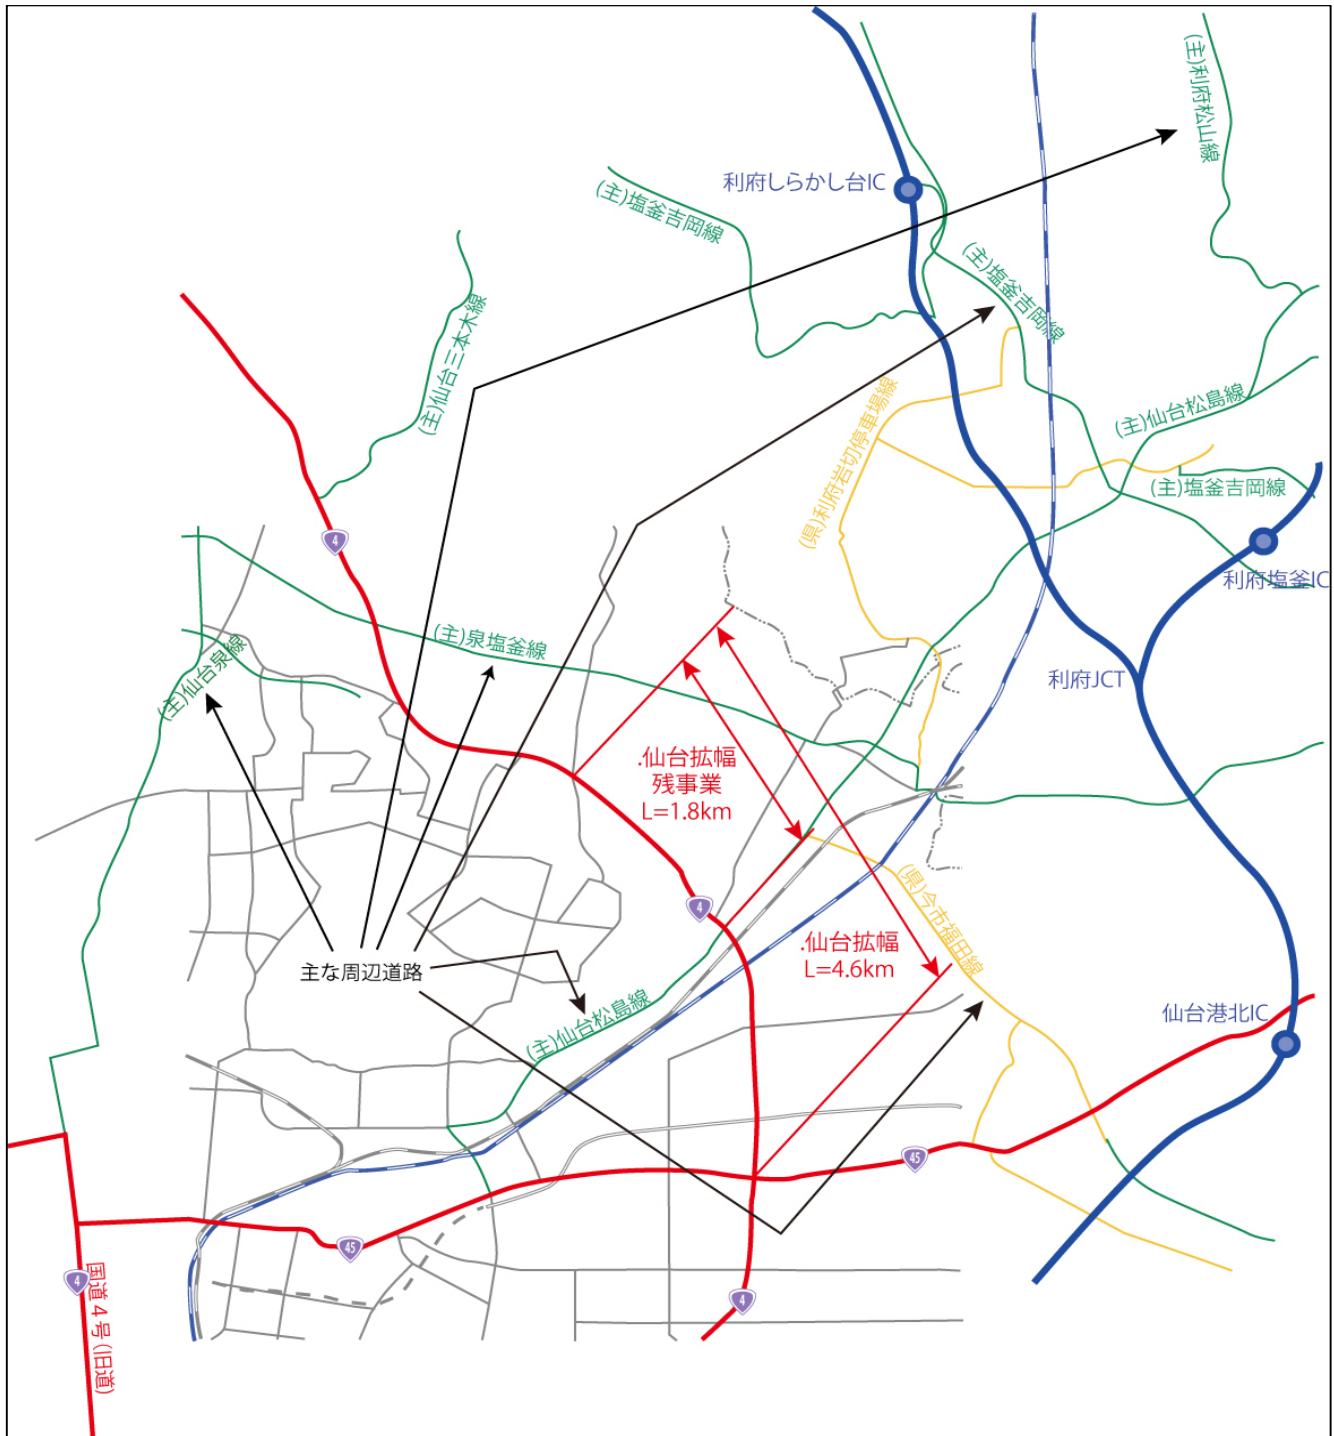 (主)利府松山線
利府しらかし台IC
(主)塩釜吉岡線
(主)塩釜吉岡線
(主)仙台三本木線
(県)利府岩切停車場線
(主)仙台松島線
(主)塩釜吉岡線
4
利府塩釜IC
(主)泉塩釜線
(主)仙台泉線
利府JCT
.仙台拡幅
残事業
L=1.8km
4
(県)今市福田線
.仙台拡幅
L=4.6km
主な周辺道路
(主)仙台松島線
仙台港北IC
45
45
4
国道4号(旧道)
4